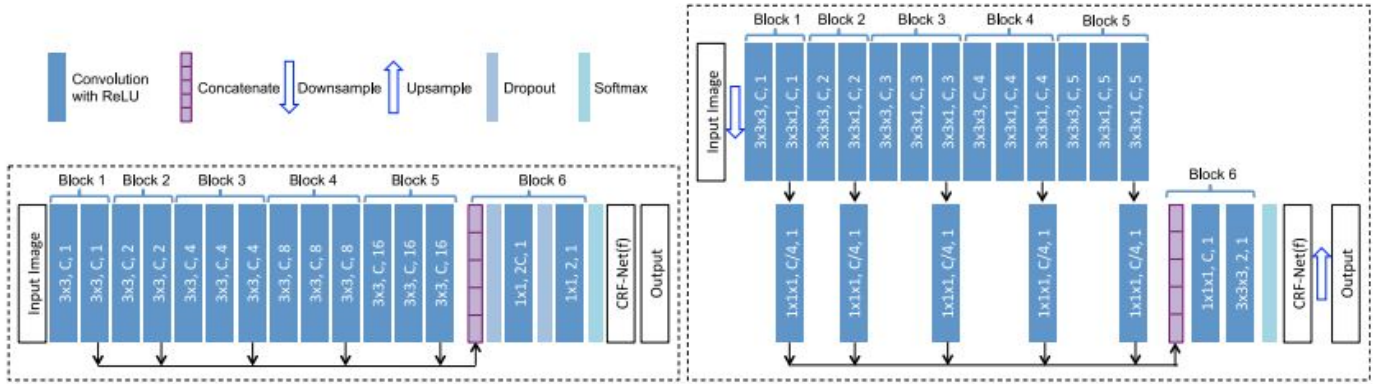 Convolution
with ReLU
Concatenate
Downsample
Upsample
Dropout
Softmax
Block 1
Block 2
Block 3
Block 4
Block 5
Block 6
Input Image
3x3, C, 1
3x3, C, 1
3x3, C, 2
3x3, C, 2
3x3, C, 4
3x3, C, 4
3x3, C, 4
3x3, C, 8
3x3, C, 8
3x3, C, 8
3x3, C, 16
3x3, C, 16
3x3, C, 16
1x1, 2C, 1
1x1, 2, 1
CRF-Net(f)
Output
Block 1
Block 2
Block 3
Block 4
Block 5
Input Image
3x3x3, C, 1
3x3x1, C, 1
3x3x3, C, 2
3x3x1, C, 2
3x3x3, C, 3
3x3x1, C, 3
3x3x1, C, 3
3x3x3, C, 4
3x3x1, C, 4
3x3x1, C, 4
3x3x3, C, 5
3x3x1, C, 5
3x3x1, C, 5
1x1x1, C/4, 1
1x1x1, C/4, 1
1x1x1, C/4, 1
1x1x1, C/4, 1
1x1x1, C/4, 1
Block 6
1x1x1, C, 1
3x3x3, 2, 1
CRF-Net(f)
Output